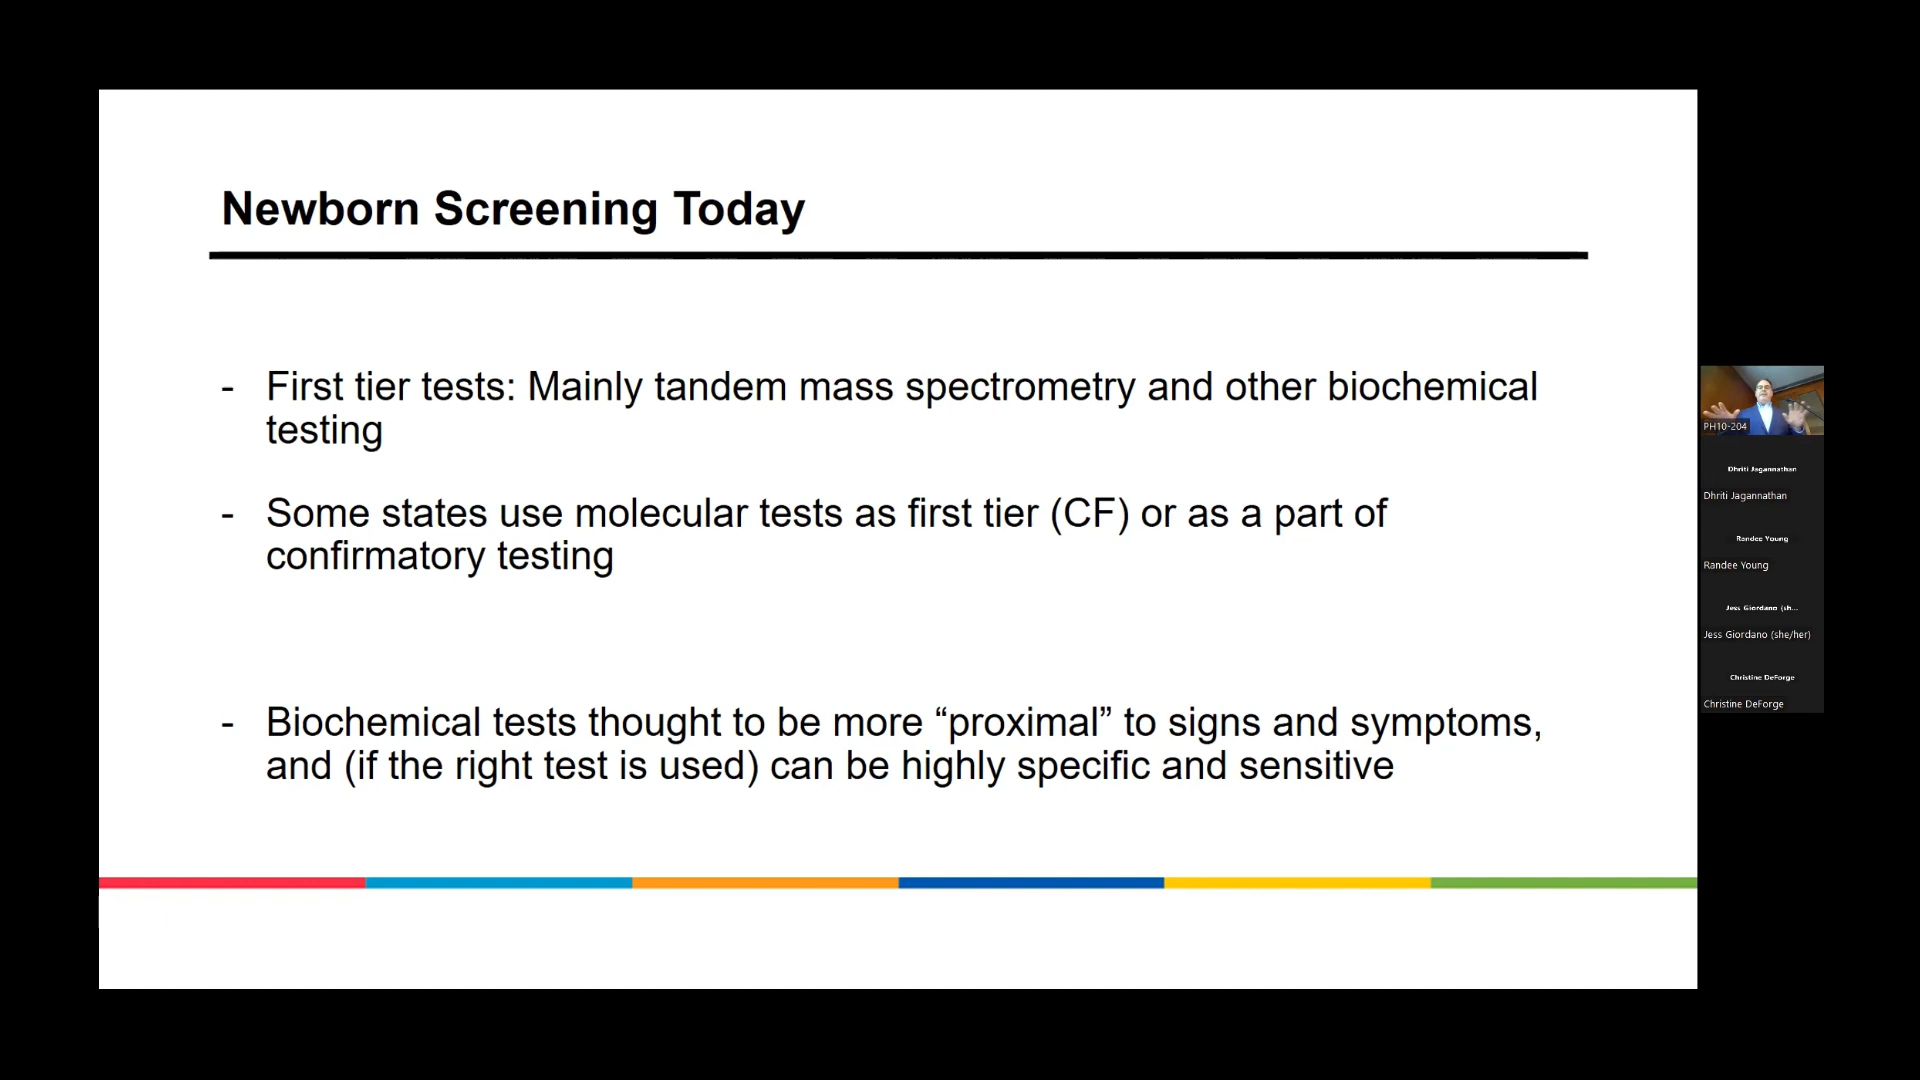 Newborn Screening Today
- First tier tests: Mainly tandem mass spectrometry and other biochemical
testing
- Some states use molecular tests as first tier (CF) or as a part of
confirmatory testing
- Biochemical tests thought to be more “proximal” to signs and symptoms,
and (if the right test is used) can be highly specific and sensitive
PH10-204
Dhriti Jagannathan
Dhriti Jagannathan
Randee Young
Randee Young
Jess Giordano (sh...
Jess Giordano (she/her)
Christine DeForge
Christine DeForge